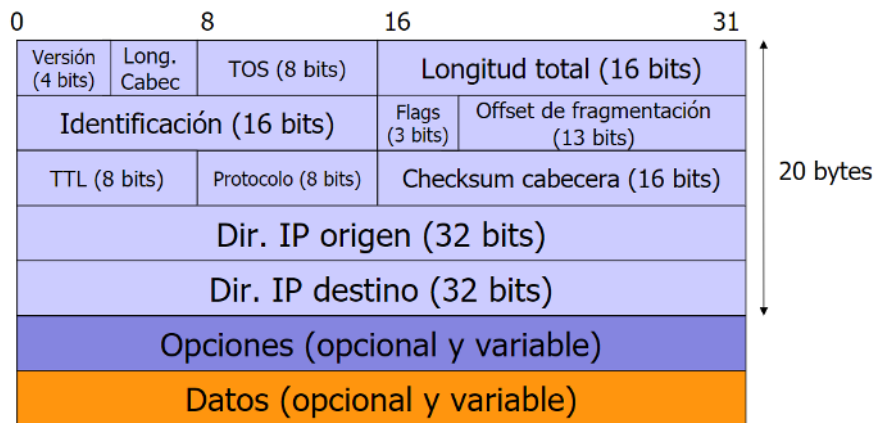 0 8 16 31
Versión
(4 bits)
Long.
Cabec
TOS (8 bits)
Longitud total (16 bits)
Identificación (16 bits)
Flags
(3 bits)
Offset de fragmentación
(13 bits)
TTL (8 bits)
Protocolo (8 bits)
Checksum cabecera (16 bits)
20 bytes
Dir. IP origen (32 bits)
Dir. IP destino (32 bits)
Opciones (opcional y variable)
Datos (opcional y variable)